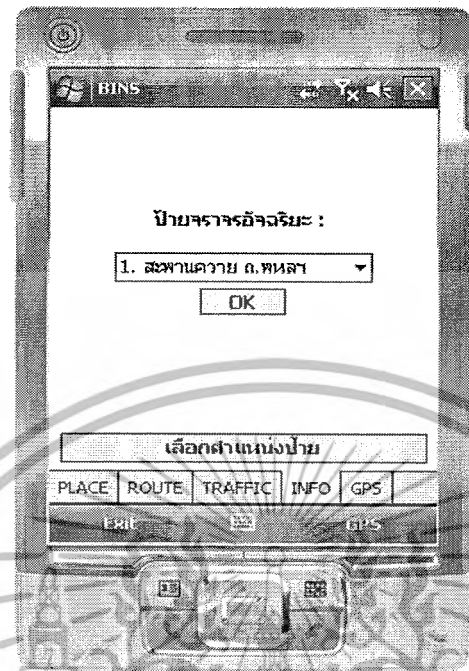 BINS
ป้ายจราจรอัจฉริยะ :
1. สะพานควาย ถ.พหลฯ
OK
เลือกตำแหน่งป้าย
PLACE ROUTE TRAFFIC INFO GPS
Exit GPS